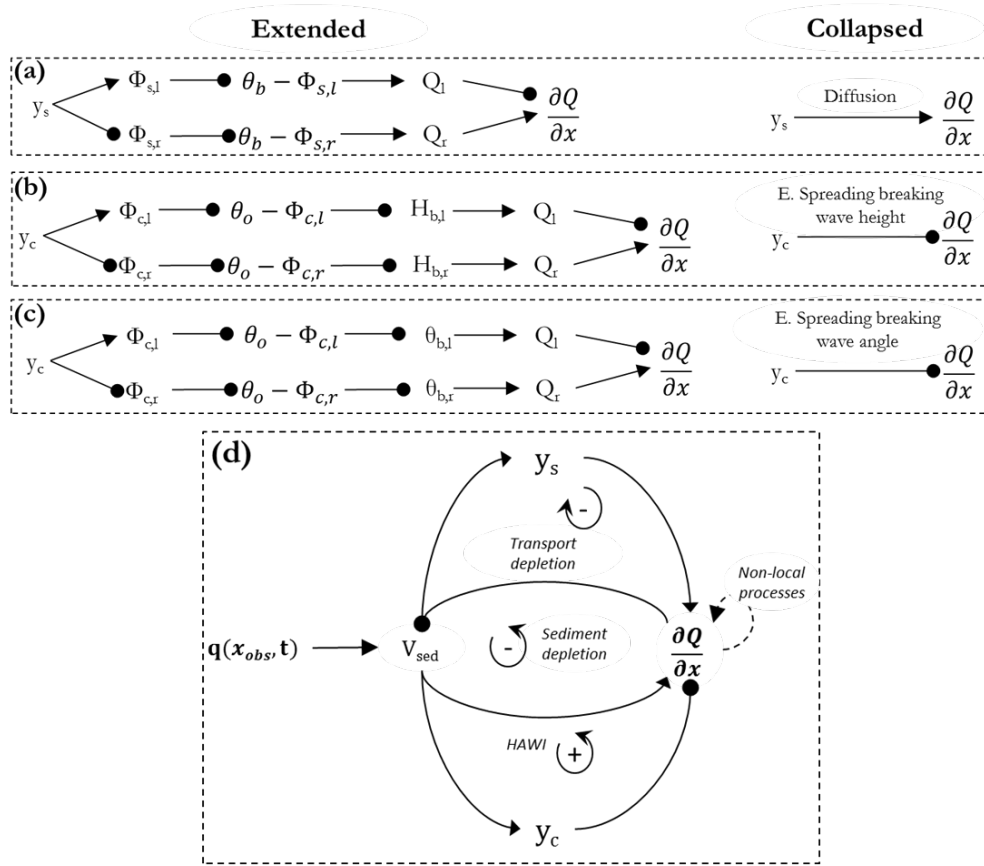 Extended Collapsed
(a)
Φs,l θb − Φs,l Ql
ys ∂Q/∂x
Φs,r θb − Φs,r Qr
Diffusion
ys ∂Q/∂x
(b)
Φc,l θo − Φc,l Hb,l Ql
yc ∂Q/∂x
Φc,r θo − Φc,r Hb,r Qr
E. Spreading breaking
wave height
yc ∂Q/∂x
(c)
Φc,l θo − Φc,l θb,l Ql
yc ∂Q/∂x
Φc,r θo − Φc,r θb,r Qr
E. Spreading breaking
wave angle
yc ∂Q/∂x
(d)
ys
-
Transport
depletion
Non-local
processes
q(xobs, t) Vsed
-
Sediment
depletion
∂Q/∂x
HAWI +
yc